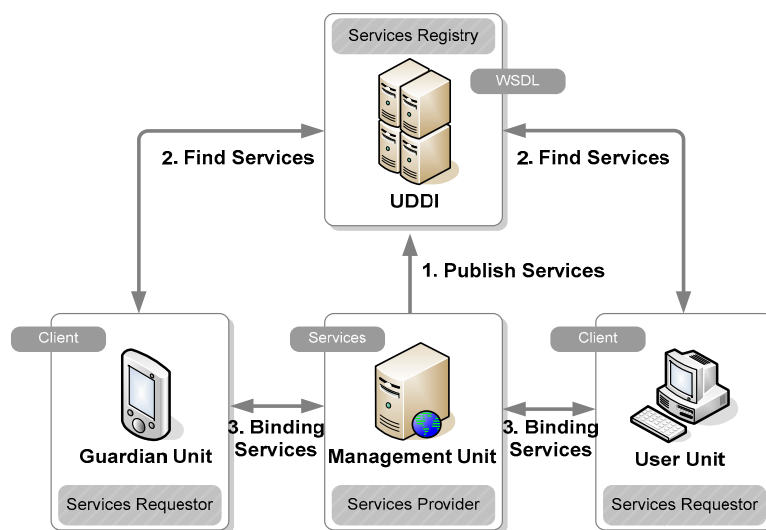 Services Registry
WSDL
UDDI
2. Find Services
2. Find Services
1. Publish Services
Client
Services
Client
3. Binding
Services
3. Binding
Services
Guardian Unit
Management Unit
User Unit
Services Requestor
Services Provider
Services Requestor